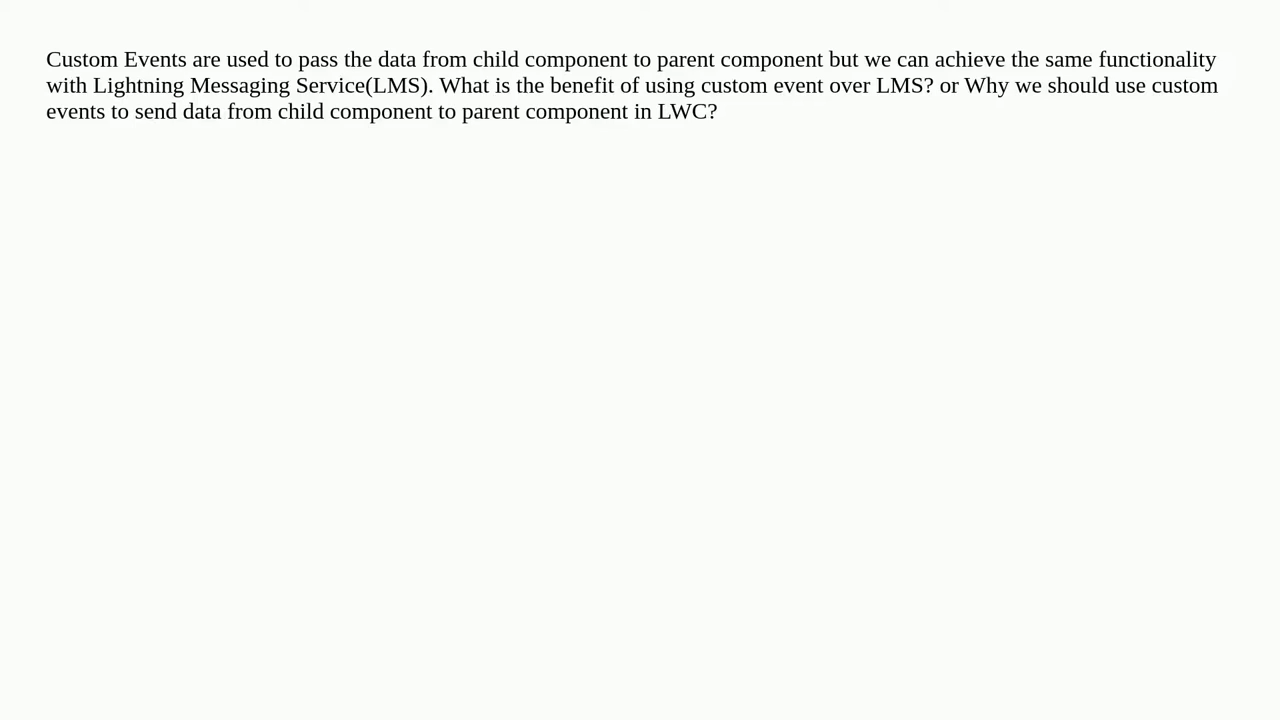 Custom Events are used to pass the data from child component to parent component but we can achieve the same functionality
with Lightning Messaging Service(LMS). What is the benefit of using custom event over LMS? or Why we should use custom
events to send data from child component to parent component in LWC?